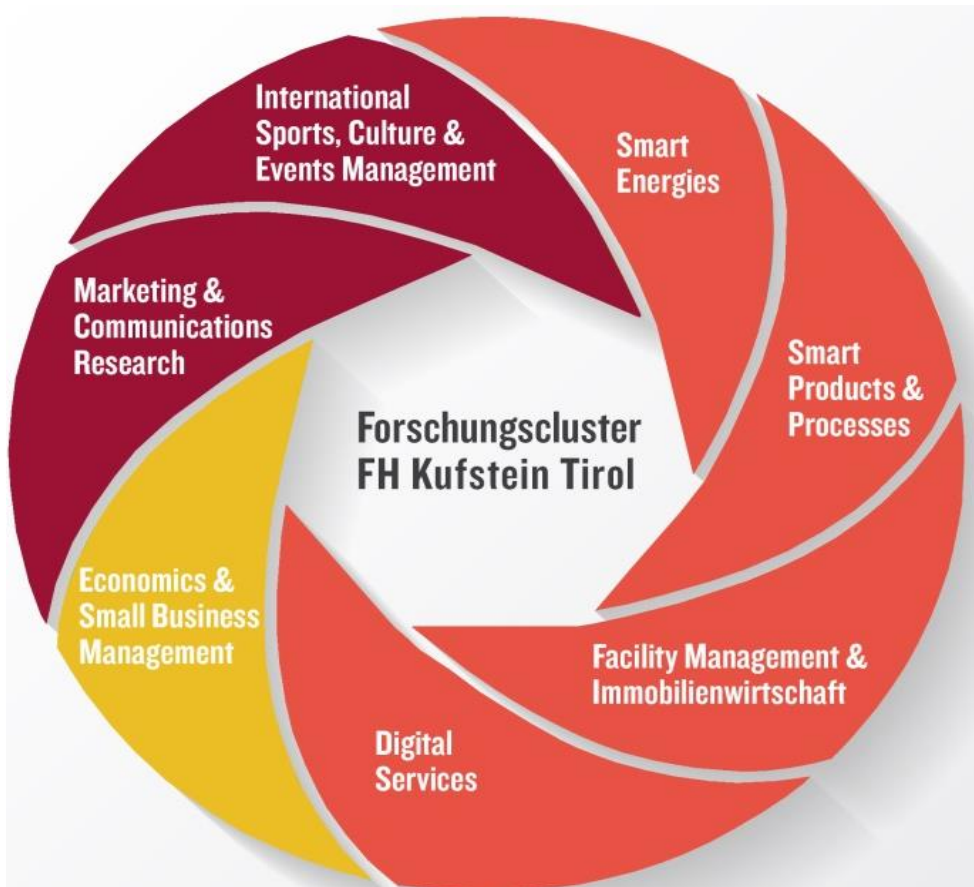 International
Sports, Culture &
Events Management
Smart
Energies
Marketing &
Communications
Research
Smart
Products &
Processes
Forschungscluster
FH Kufstein Tirol
Economics &
Small Business
Management
Facility Management &
Immobilienwirtschaft
Digital
Services